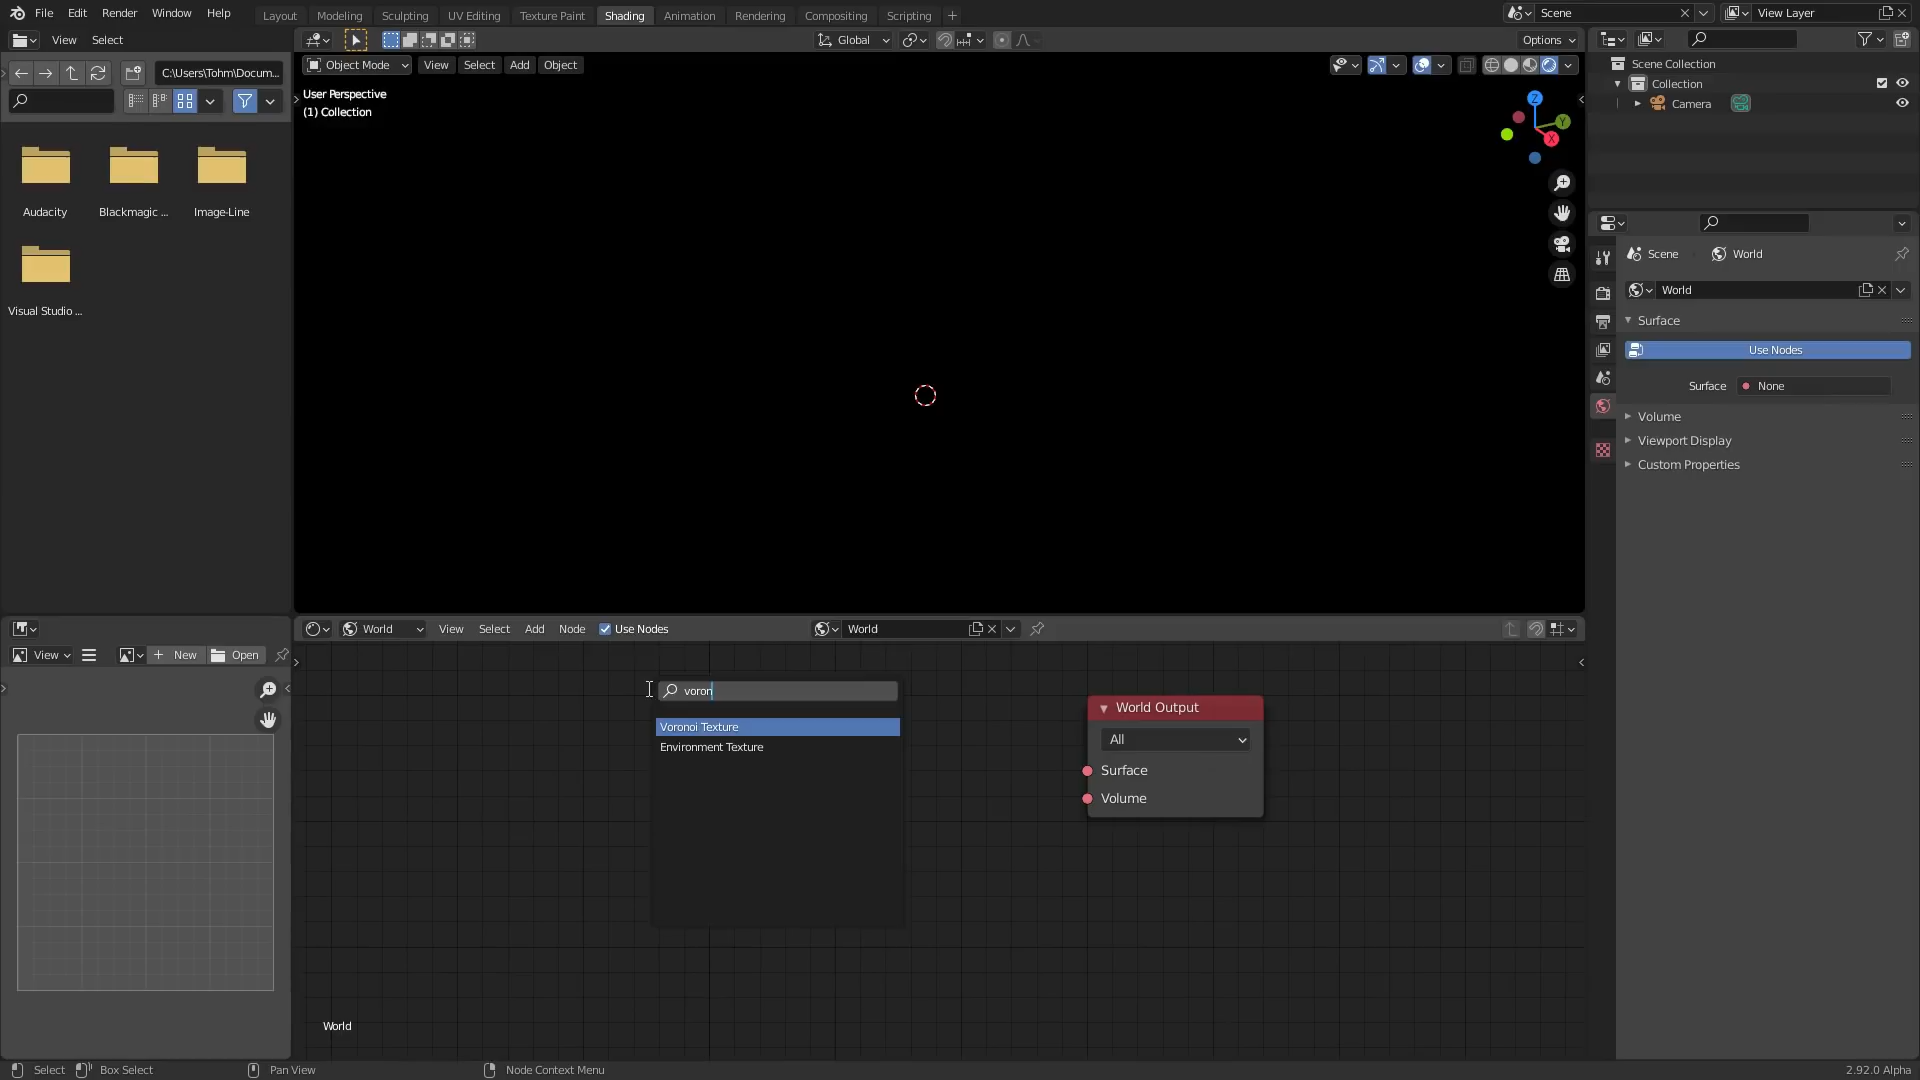 File Edit Render Window Help
Layout Modeling Sculpting UV Editing Texture Paint Shading Animation Rendering Compositing Scripting
Scene
View Layer
View Select
Global
Options
C:\Users\Tohm\Docum...
Object Mode View Select Add Object
User Perspective
(1) Collection
Z
Y
X
Audacity
Blackmagic ...
Image-Line
Visual Studio ...
Scene Collection
Collection
Camera
Scene
World
World
Surface
Use Nodes
Surface
None
Volume
Viewport Display
Custom Properties
World View Select Add Node Use Nodes
World
View
New
Open
voron
Voronoi Texture
Environment Texture
World Output
All
Surface
Volume
World
Select Box Select Pan View Node Context Menu
2.92.0 Alpha